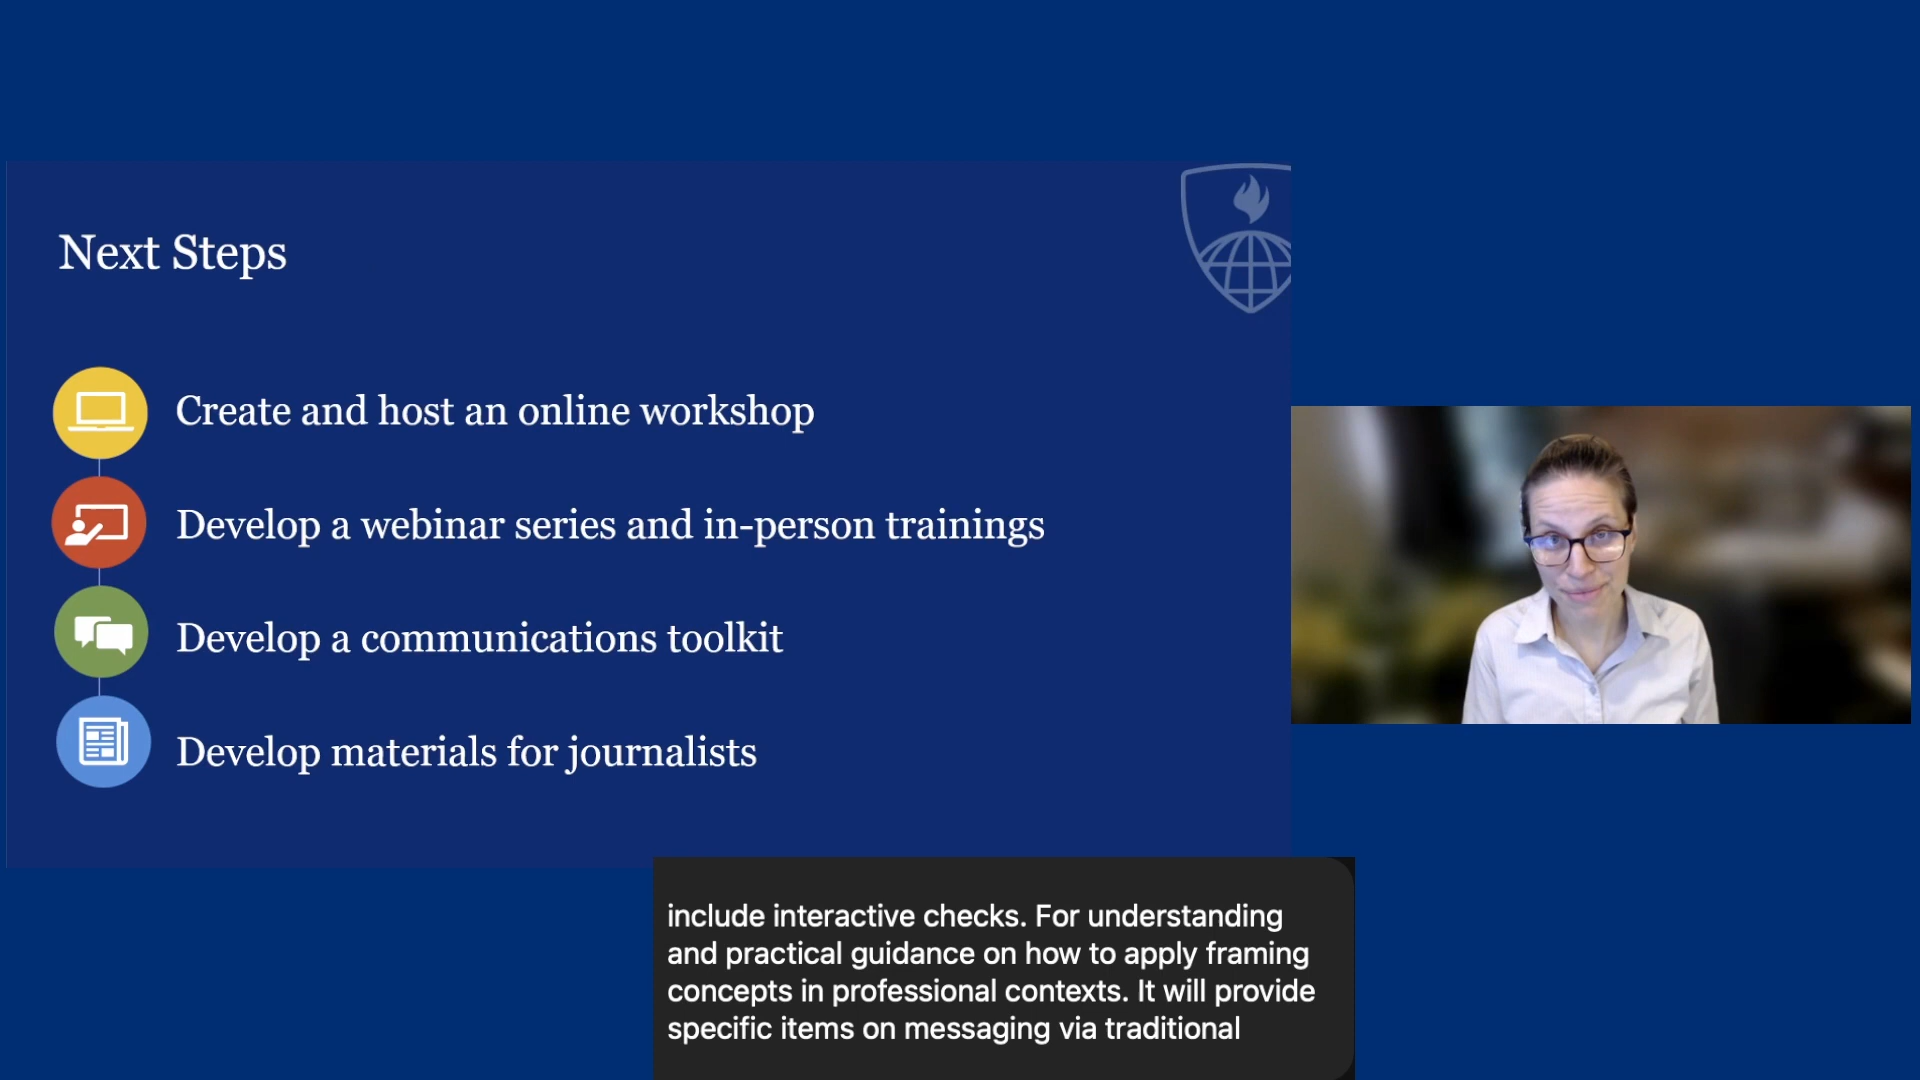 Next Steps
Create and host an online workshop
Develop a webinar series and in-person trainings
Develop a communications toolkit
Develop materials for journalists
include interactive checks. For understanding
and practical guidance on how to apply framing
concepts in professional contexts. It will provide
specific items on messaging via traditional